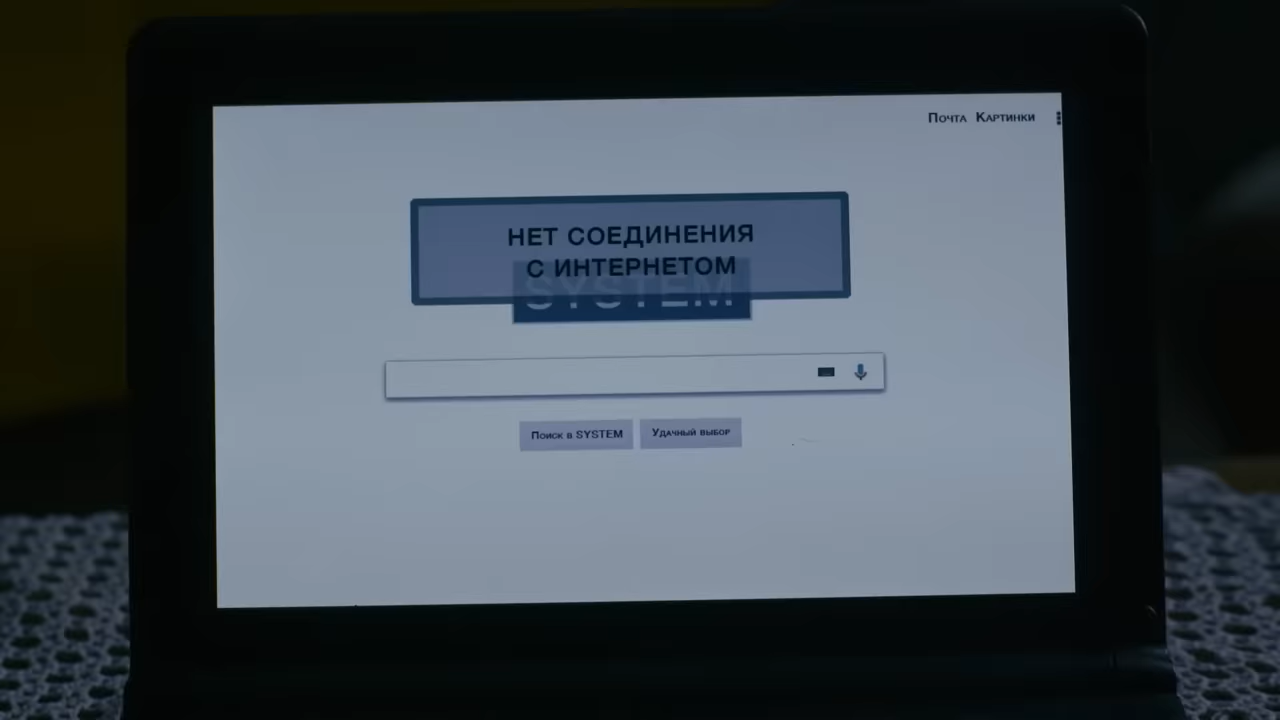 Почта Картинки
НЕТ СОЕДИНЕНИЯ
С ИНТЕРНЕТОМ
SYSTEM
Поиск в SYSTEM Удачный выбор